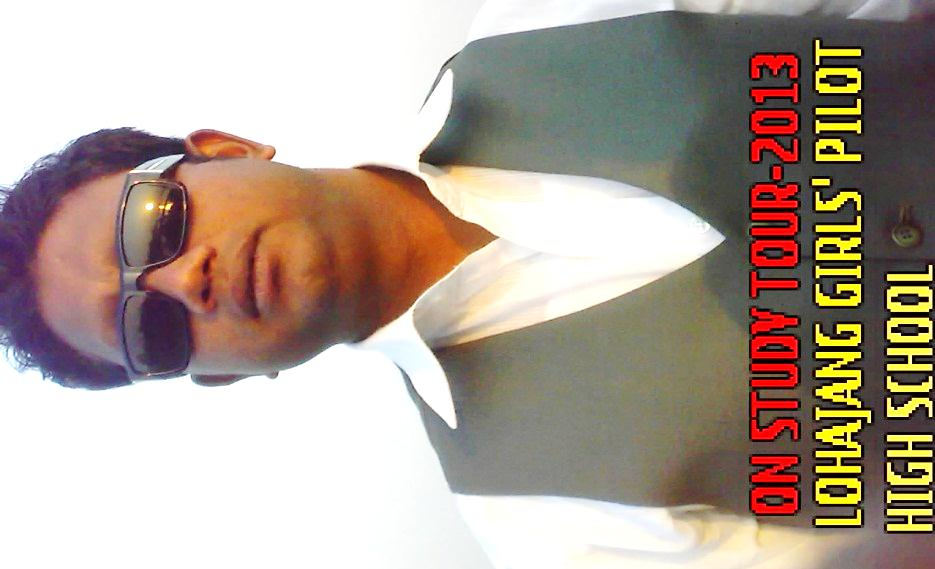 ON STUDY TOUR-2013
LOHAJANG GIRLS' PILOT
HIGH SCHOOL